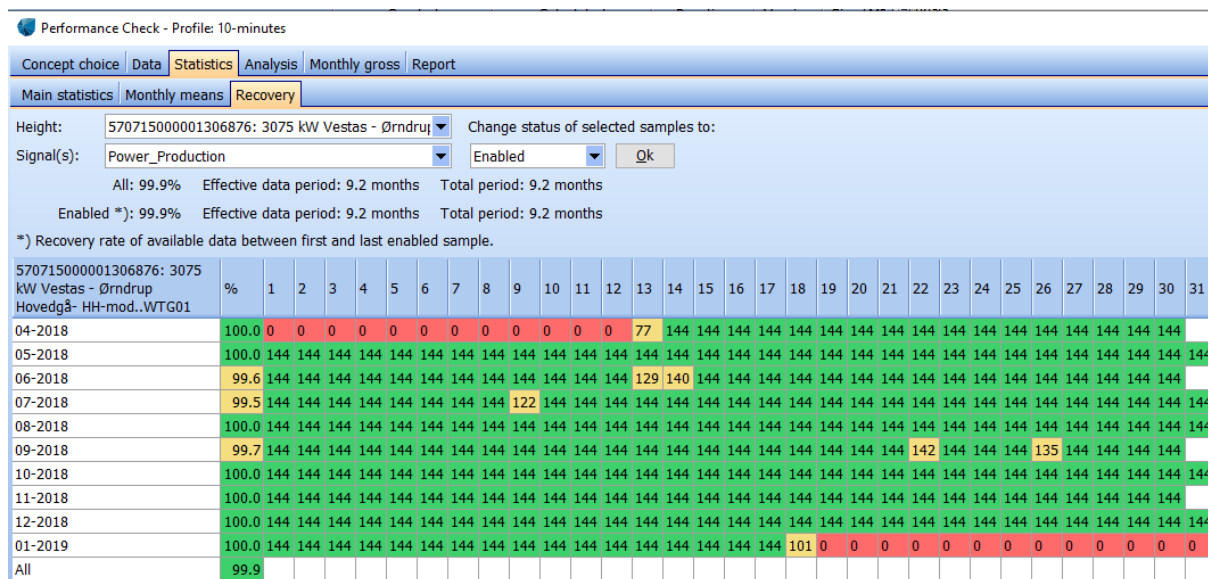 Performance Check - Profile: 10-minutes
Concept choice Data Statistics Analysis Monthly gross Report
Main statistics Monthly means Recovery
Height: 570715000001306876: 3075 kW Vestas - Ørndrup Change status of selected samples to:
Signal(s): Power_Production Enabled Ok
All: 99.9% Effective data period: 9.2 months Total period: 9.2 months
Enabled *): 99.9% Effective data period: 9.2 months Total period: 9.2 months
*) Recovery rate of available data between first and last enabled sample.
570715000001306876: 3075
kW Vestas - Ørndrup
Hovedgå- HH-mod..WTG01 % 1 2 3 4 5 6 7 8 9 10 11 12 13 14 15 16 17 18 19 20 21 22 23 24 25 26 27 28 29 30 31
04-2018 100.0 0 0 0 0 0 0 0 0 0 0 0 0 77 144 144 144 144 144 144 144 144 144 144 144 144 144 144 144 144 144
05-2018 100.0 144 144 144 144 144 144 144 144 144 144 144 144 144 144 144 144 144 144 144 144 144 144 144 144 144 144 144 144 144 144 144
06-2018 99.6 144 144 144 144 144 144 144 144 144 144 144 144 129 140 144 144 144 144 144 144 144 144 144 144 144 144 144 144 144 144
07-2018 99.5 144 144 144 144 144 144 144 144 122 144 144 144 144 144 144 144 144 144 144 144 144 144 144 144 144 144 144 144 144 144 144
08-2018 100.0 144 144 144 144 144 144 144 144 144 144 144 144 144 144 144 144 144 144 144 144 144 144 144 144 144 144 144 144 144 144 144
09-2018 99.7 144 144 144 144 144 144 144 144 144 144 144 144 144 144 144 144 144 144 144 144 144 142 144 144 144 135 144 144 144 144
10-2018 100.0 144 144 144 144 144 144 144 144 144 144 144 144 144 144 144 144 144 144 144 144 144 144 144 144 144 144 144 144 144 144 144
11-2018 100.0 144 144 144 144 144 144 144 144 144 144 144 144 144 144 144 144 144 144 144 144 144 144 144 144 144 144 144 144 144 144
12-2018 100.0 144 144 144 144 144 144 144 144 144 144 144 144 144 144 144 144 144 144 144 144 144 144 144 144 144 144 144 144 144 144 144
01-2019 100.0 144 144 144 144 144 144 144 144 144 144 144 144 144 144 144 144 144 101 0 0 0 0 0 0 0 0 0 0 0 0 0
All 99.9